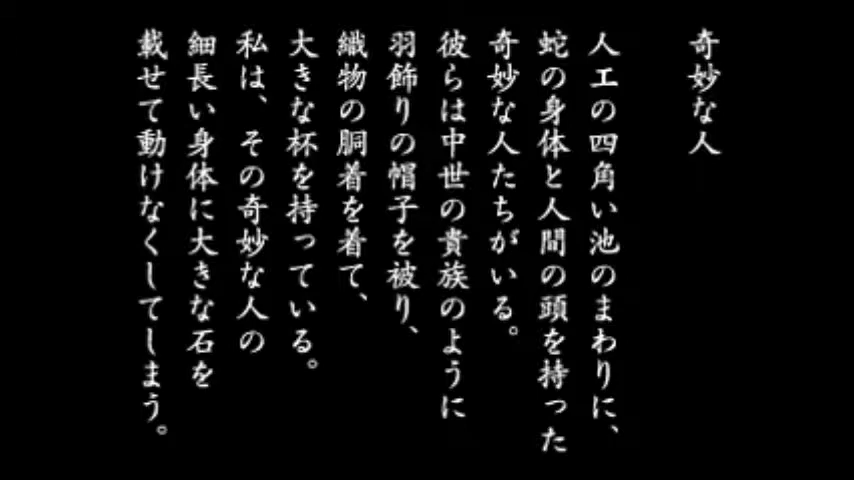 奇妙な人
人工の四角い池のまわりに、
蛇の身体と人間の頭を持った
奇妙な人たちがいる。
彼らは中世の貴族のように
羽飾りの帽子を被り、
織物の胴着を着て、
大きな杯を持っている。
私は、その奇妙な人の
細長い身体に大きな石を
載せて動けなくしてしまう。